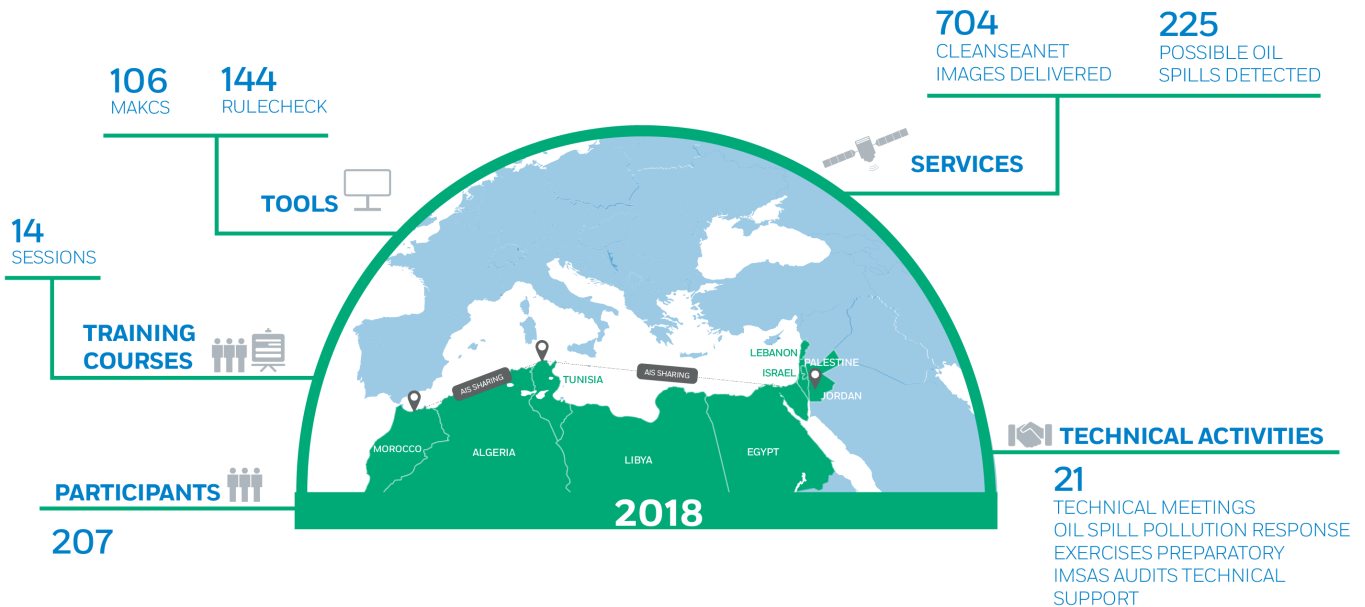 704
CLEANSEANET
IMAGES DELIVERED
225
POSSIBLE OIL
SPILLS DETECTED
106
MAKCS
144
RULECHECK
SERVICES
TOOLS
14
SESSIONS
TRAINING
COURSES
LEBANON
PALESTINE
ISRAEL
AIS SHARING
AIS SHARING
TUNISIA
JORDAN
MOROCCO
ALGERIA
LIBYA
EGYPT
TECHNICAL ACTIVITIES
21
TECHNICAL MEETINGS
OIL SPILL POLLUTION RESPONSE
EXERCISES PREPARATORY
IMSAS AUDITS TECHNICAL
SUPPORT
PARTICIPANTS
207
2018